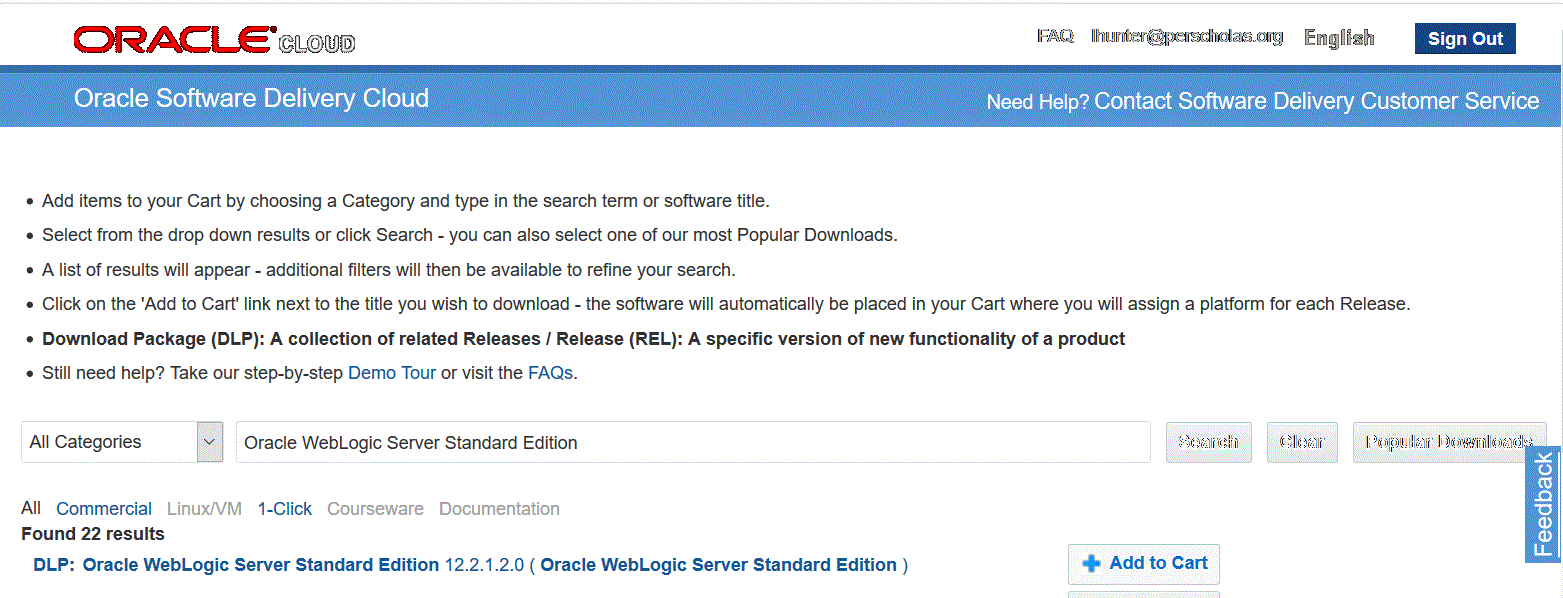 ORACLE CLOUD
FAQ lhunter@perscholas.org English Sign Out
Oracle Software Delivery Cloud
Need Help? Contact Software Delivery Customer Service
• Add items to your Cart by choosing a Category and type in the search term or software title.
• Select from the drop down results or click Search - you can also select one of our most Popular Downloads.
• A list of results will appear - additional filters will then be available to refine your search.
• Click on the 'Add to Cart' link next to the title you wish to download - the software will automatically be placed in your Cart where you will assign a platform for each Release.
• Download Package (DLP): A collection of related Releases / Release (REL): A specific version of new functionality of a product
• Still need help? Take our step-by-step Demo Tour or visit the FAQs.
All Categories Oracle WebLogic Server Standard Edition Search Clear Popular Downloads
Feedback
All Commercial Linux/VM 1-Click Courseware Documentation
Found 22 results
DLP: Oracle WebLogic Server Standard Edition 12.2.1.2.0 ( Oracle WebLogic Server Standard Edition ) Add to Cart